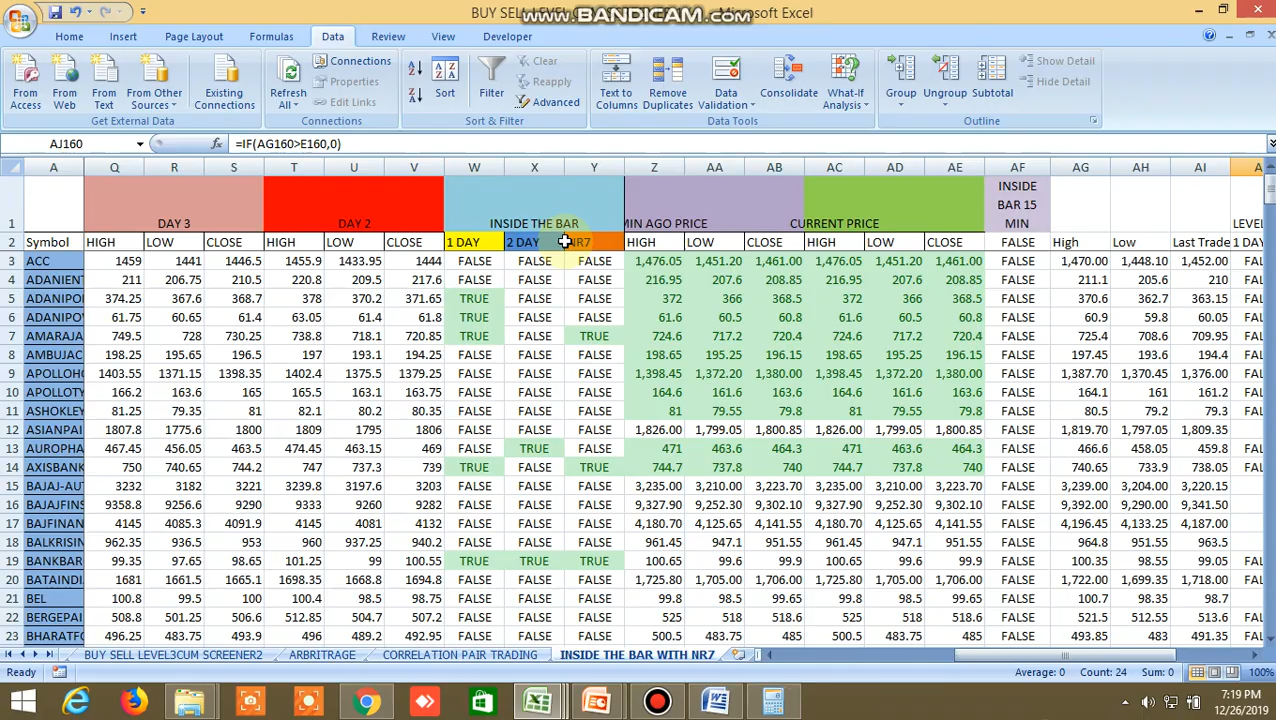 BUY SELL LEVEL
www.BANDICAM.com
Microsoft Excel
Home Insert Page Layout Formulas Data Review View Developer
From Access
From Web
From Text
From Other Sources
Existing Connections
Get External Data
Refresh All
Connections
Properties
Edit Links
Connections
Sort
Filter
Clear
Reapply
Advanced
Sort & Filter
Text to Columns
Remove Duplicates
Data Validation
Consolidate
What-If Analysis
Data Tools
Group
Ungroup
Subtotal
Show Detail
Hide Detail
Outline
AJ160 =IF(AG160>E160,0)
A Q R S T U V W X Y Z AA AB AC AD AE AF AG AH AI A
1 DAY 3 DAY 2 INSIDE THE BAR MIN AGO PRICE CURRENT PRICE INSIDE BAR 15 MIN LEVE
2 Symbol HIGH LOW CLOSE HIGH LOW CLOSE 1 DAY 2 DAY NR7 HIGH LOW CLOSE HIGH LOW CLOSE FALSE High Low Last Trade 1 DAY
3 ACC 1459 1441 1446.5 1455.9 1433.95 1444 FALSE FALSE FALSE 1,476.05 1,451.20 1,461.00 1,476.05 1,451.20 1,461.00 FALSE 1,470.00 1,448.10 1,452.00 FAL
4 ADANIENT 211 206.75 210.5 220.8 209.5 217.6 FALSE FALSE FALSE 216.95 207.6 208.85 216.95 207.6 208.85 FALSE 211.1 205.6 210 FAL
5 ADANIPO 374.25 367.6 368.7 378 370.2 371.65 TRUE FALSE FALSE 372 366 368.5 372 366 368.5 FALSE 370.6 362.7 363.15 FAL
6 ADANIPO 61.75 60.65 61.4 63.05 61.4 61.8 TRUE FALSE FALSE 61.6 60.5 60.8 61.6 60.5 60.8 FALSE 60.9 59.8 60.05 FAL
7 AMARAJA 749.5 728 730.25 738.8 718.1 720.85 TRUE FALSE TRUE 724.6 717.2 720.4 724.6 717.2 720.4 FALSE 725.4 708.6 709.95 FAL
8 AMBUJAC 198.25 195.65 196.5 197 193.1 194.25 FALSE FALSE FALSE 198.65 195.25 196.15 198.65 195.25 196.15 FALSE 197.45 193.6 194.4 FAL
9 APOLLOH 1403.55 1371.15 1398.35 1402.4 1375.5 1379.25 FALSE FALSE FALSE 1,398.45 1,372.20 1,380.00 1,398.45 1,372.20 1,380.00 FALSE 1,387.70 1,370.45 1,376.00 FAL
10 APOLLOTY 166.2 163.6 165 165.5 163.1 163.75 FALSE FALSE FALSE 164.6 161.6 163.6 164.6 161.6 163.6 FALSE 164.1 161 163.2 FAL
11 ASHOKLEY 81.25 79.35 81 82.1 80.2 80.35 FALSE FALSE FALSE 81 79.55 79.8 81 79.55 79.8 FALSE 80.5 79.2 79.3 FAL
12 ASIANPAI 1807.8 1775.6 1800 1809 1795 1806 FALSE FALSE FALSE 1,826.00 1,799.05 1,800.85 1,826.00 1,799.05 1,800.85 FALSE 1,819.70 1,797.05 1,809.35
13 AUROPHA 467.45 456.05 463.5 474.4 463.15 469 FALSE TRUE FALSE 471 463.6 464.3 471 463.6 464.3 FALSE 466.4 458.05 459.8 FAL
14 AXISBANK 750 740.65 744.2 747 737.3 739 TRUE FALSE TRUE 744.7 737.8 740 744.7 737.8 740 FALSE 740.65 733.9 738.05 FAL
15 BAJAJ-AUT 3232 3182 3221 3239.8 3197.6 3222 FALSE FALSE FALSE 3,235.00 3,210.00 3,223.70 3,235.00 3,210.00 3,223.70 FALSE 3,239.00 3,204.00 3,220.15
16 BAJAJFINS 9358.8 9256.6 9290 9333 9260 9282 FALSE FALSE FALSE 9,327.90 9,252.30 9,302.10 9,327.90 9,252.30 9,302.10 FALSE 9,392.00 9,301.10 9,341.50
17 BAJFINAN 4145 4085.3 4091.9 4145 4081 4132 FALSE FALSE FALSE 4,180.70 4,125.65 4,141.55 4,180.70 4,125.65 4,141.55 FALSE 4,196.45 4,133.25 4,187.00
18 BALKRISIN 962.35 936.5 953 960 937.25 940.2 FALSE FALSE FALSE 961.45 947.1 951.55 961.45 947.1 951.55 FALSE 964.8 951.55 963.5
19 BANKBAR 99.35 97.65 98.65 101.25 99 100.55 TRUE TRUE TRUE 100.65 99.6 100.3 100.65 99.6 100.3 FALSE 100.35 98.55 99.05 FAL
20 BATAINDI 1681 1661.5 1665.1 1698.35 1668.8 1694.8 FALSE FALSE FALSE 1,725.80 1,705.00 1,706.00 1,725.80 1,705.00 1,706.00 FALSE 1,722.00 1,699.00 1,718.00
21 BEL 100.8 99.5 100 100.4 98.5 98.75 FALSE FALSE FALSE 99.8 98.5 99.65 99.8 98.5 99.65 FALSE 100.1 98.35 98.7
22 BERGEPAI 508.8 501.25 506.3 512.85 504.7 507.2 FALSE FALSE FALSE 525 518 518.6 525 518 518.6 FALSE 521.5 512.55 513.6
23 BHARATFO 496.25 483.75 493.9 496 489.2 492.95 FALSE FALSE FALSE 500.5 483.75 485 500.5 483.75 485 FALSE 493.85 483 491.35
BUY SELL LEVEL3CUM SCREENER2 ARBRITRAGE CORRELATION PAIR TRADING INSIDE THE BAR WITH NR7
Ready Average: 0 Count: 24 Sum: 0 100%
7:19 PM
12/26/2019